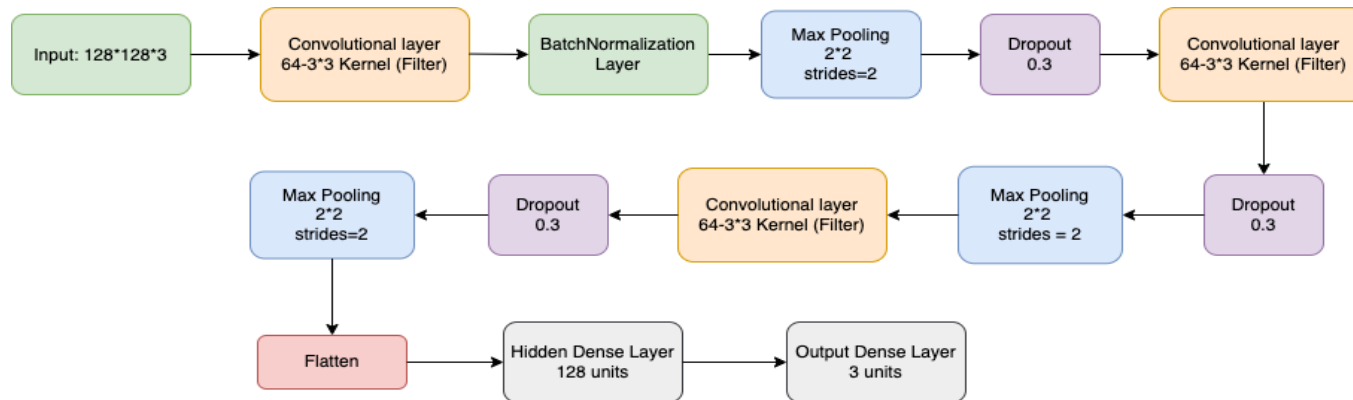 Input: 128*128*3
Convolutional layer
64-3*3 Kernel (Filter)
BatchNormalization
Layer
Max Pooling
2*2
strides=2
Dropout
0.3
Convolutional layer
64-3*3 Kernel (Filter)
Dropout
0.3
Max Pooling
2*2
strides = 2
Convolutional layer
64-3*3 Kernel (Filter)
Dropout
0.3
Max Pooling
2*2
strides=2
Flatten
Hidden Dense Layer
128 units
Output Dense Layer
3 units